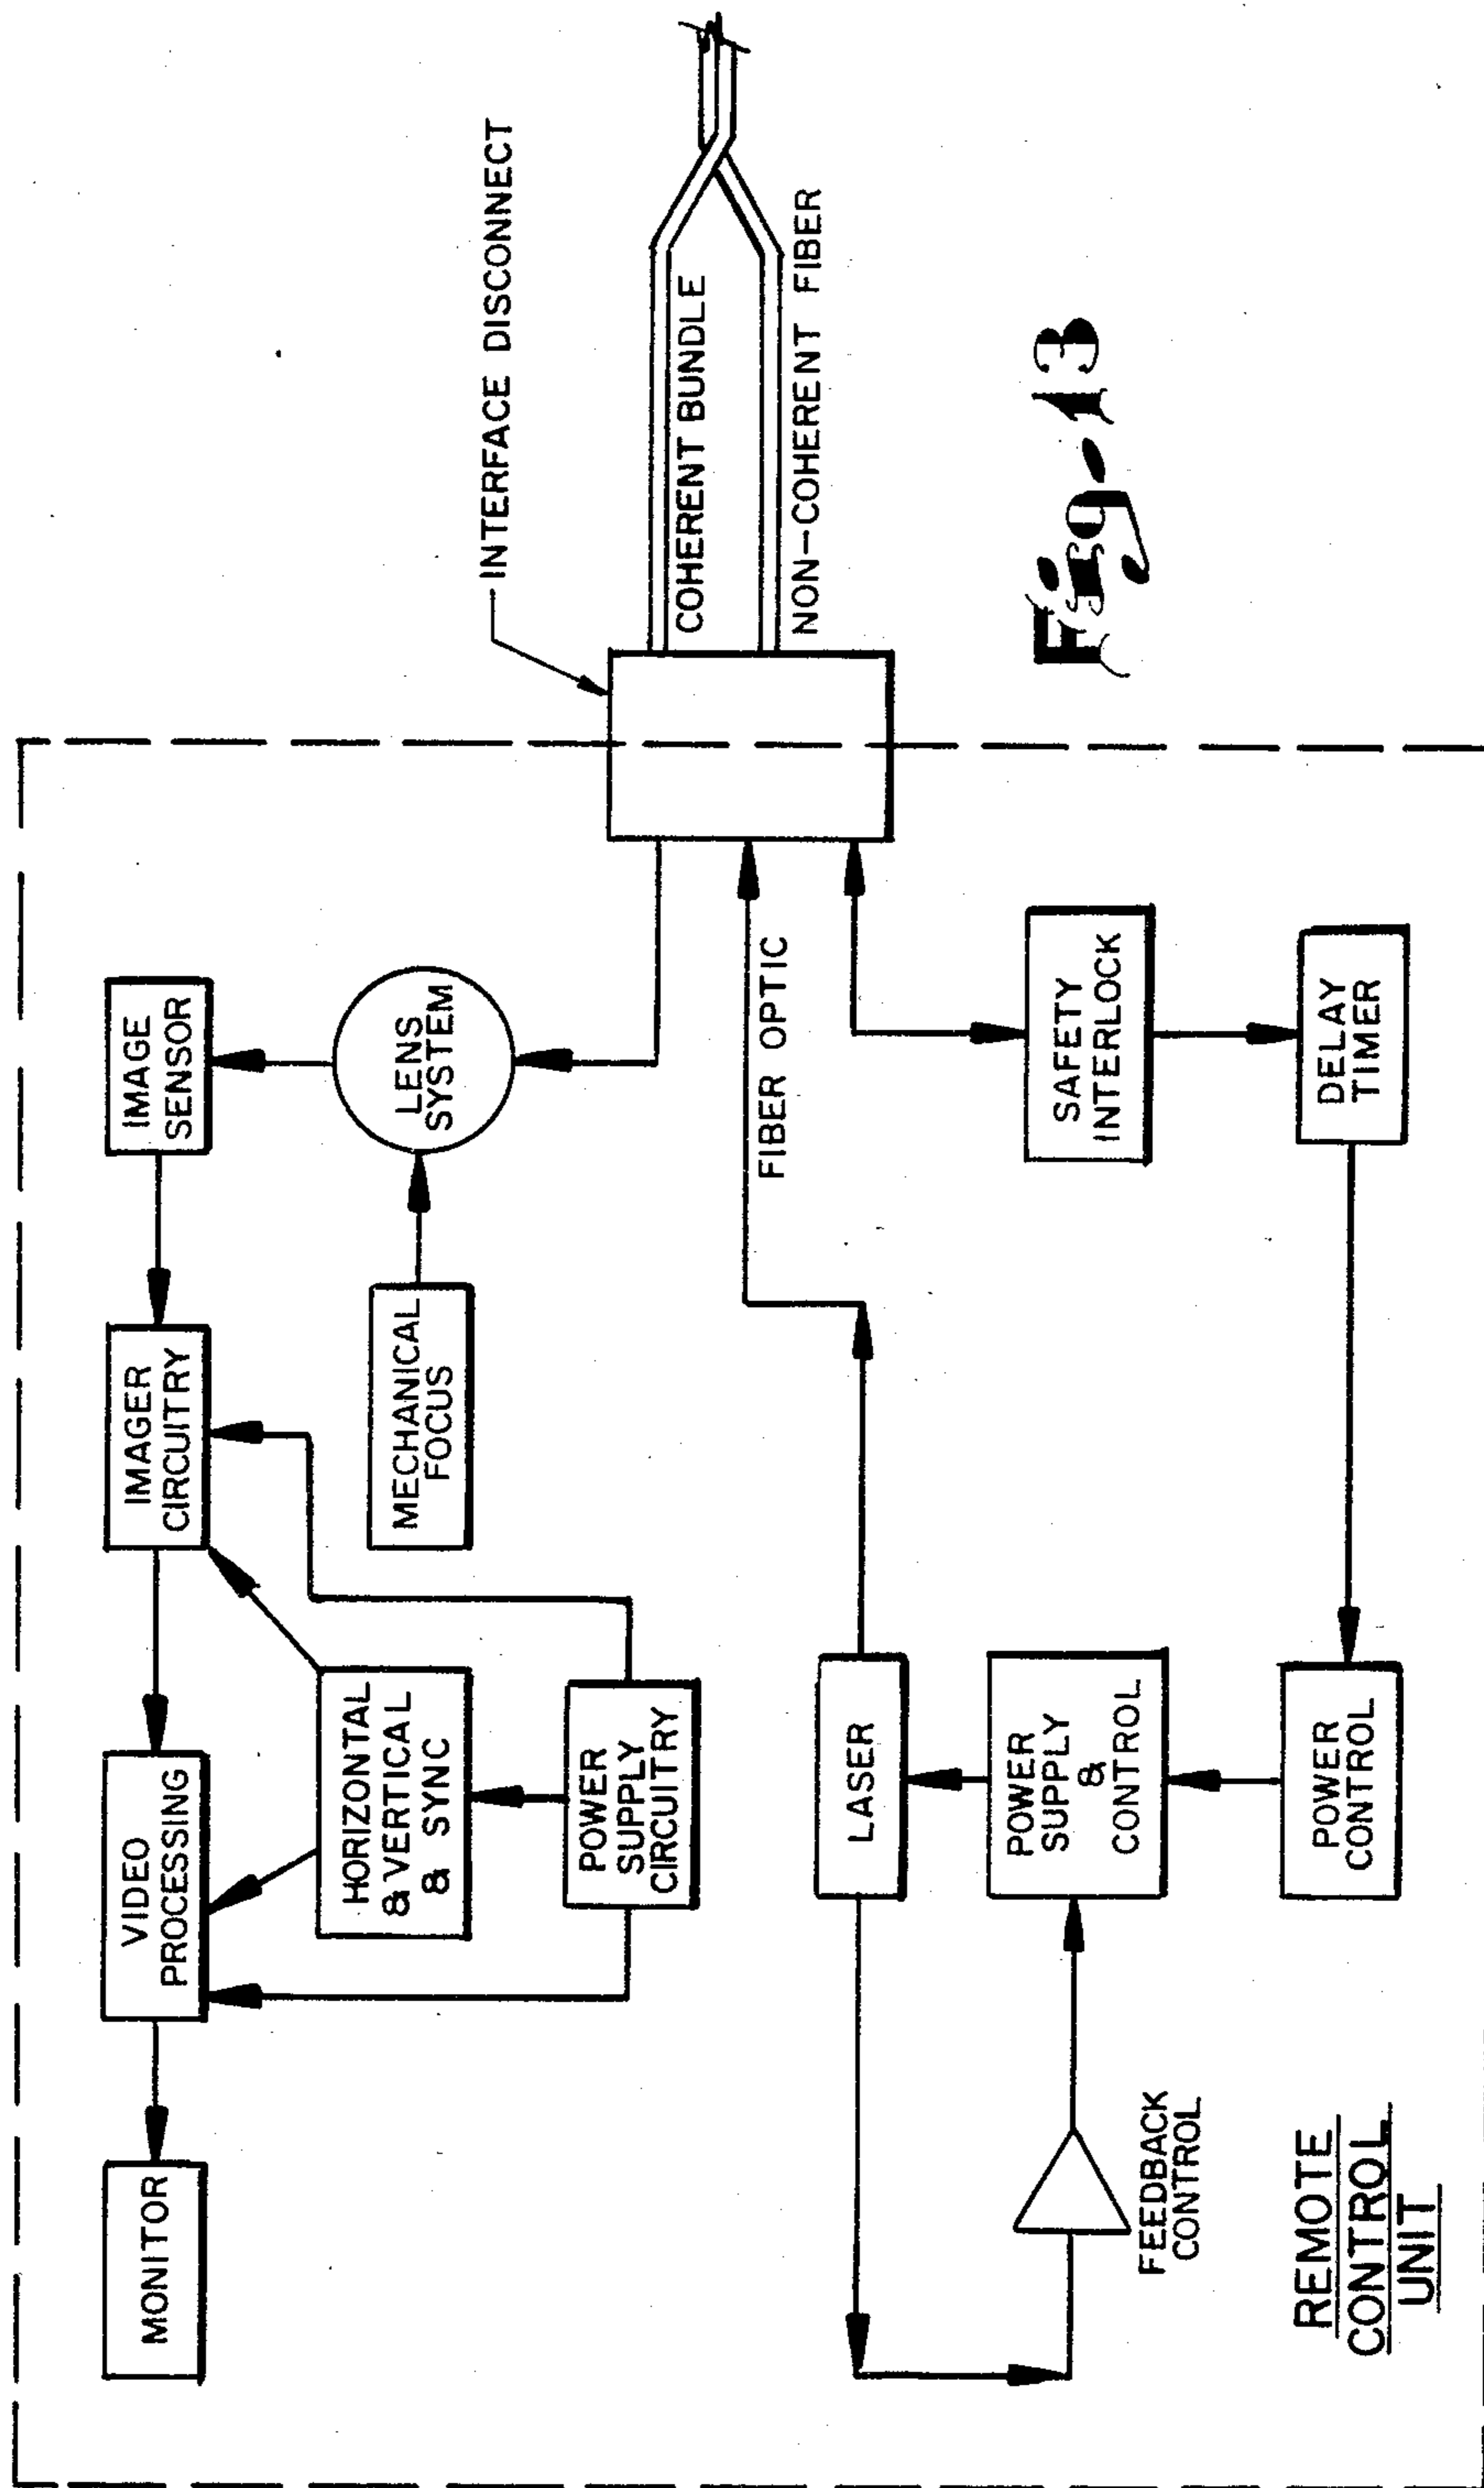 MONITOR
VIDEO
PROCESSING
IMAGER
CIRCUITRY
IMAGE
SENSOR
HORIZONTAL
& VERTICAL
& SYNC
MECHANICAL
FOCUS
LENS
SYSTEM
POWER
SUPPLY
CIRCUITRY
INTERFACE DISCONNECT
COHERENT BUNDLE
NON-COHERENT FIBER
FIBER OPTIC
LASER
POWER
SUPPLY
&
CONTROL
SAFETY
INTERLOCK
FEEDBACK
CONTROL
POWER
CONTROL
DELAY
TIMER
REMOTE
CONTROL
UNIT
Fig-13